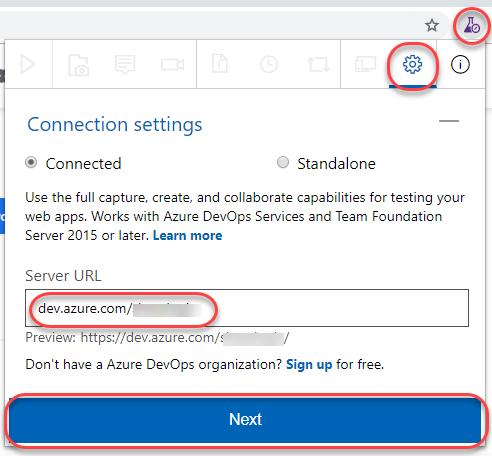 Connection settings
Connected
Standalone
Use the full capture, create, and collaborate capabilities for testing your
web apps. Works with Azure DevOps Services and Team Foundation
Server 2015 or later. Learn more
Server URL
dev.azure.com/
Preview: https://dev.azure.com/
Don't have a Azure DevOps organization? Sign up for free.
Next